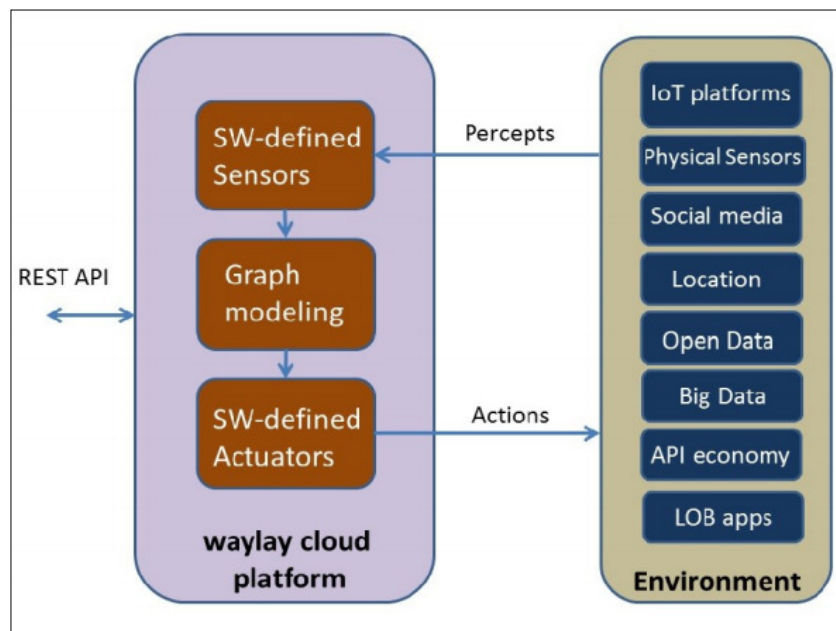 REST API
SW-defined
Sensors
Graph
modeling
SW-defined
Actuators
waylay cloud
platform
Percepts
Actions
IoT platforms
Physical Sensors
Social media
Location
Open Data
Big Data
API economy
LOB apps
Environment